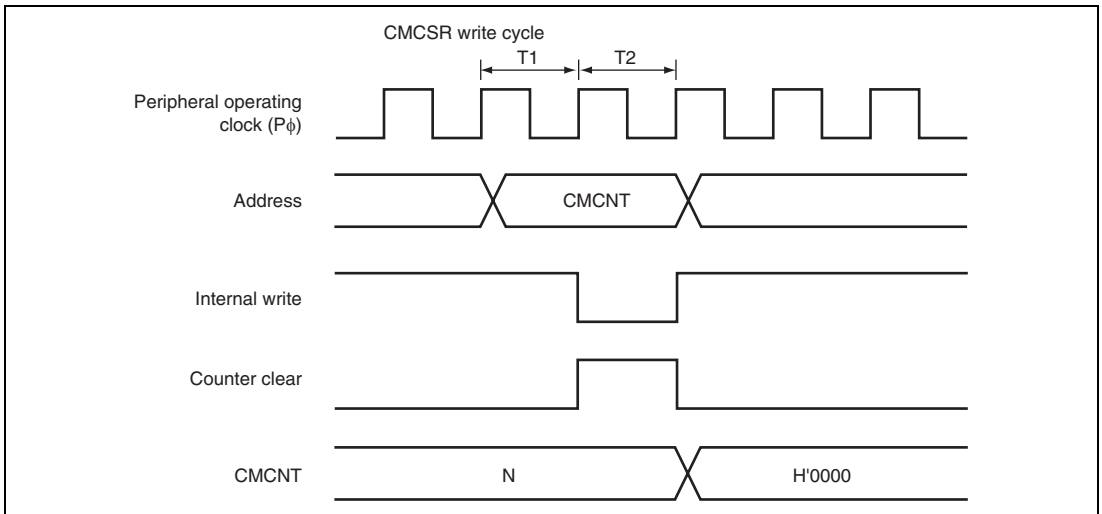 CMCSR write cycle
T1 T2
Peripheral operating
clock (Pϕ)
Address CMCNT
Internal write
Counter clear
CMCNT N H'0000